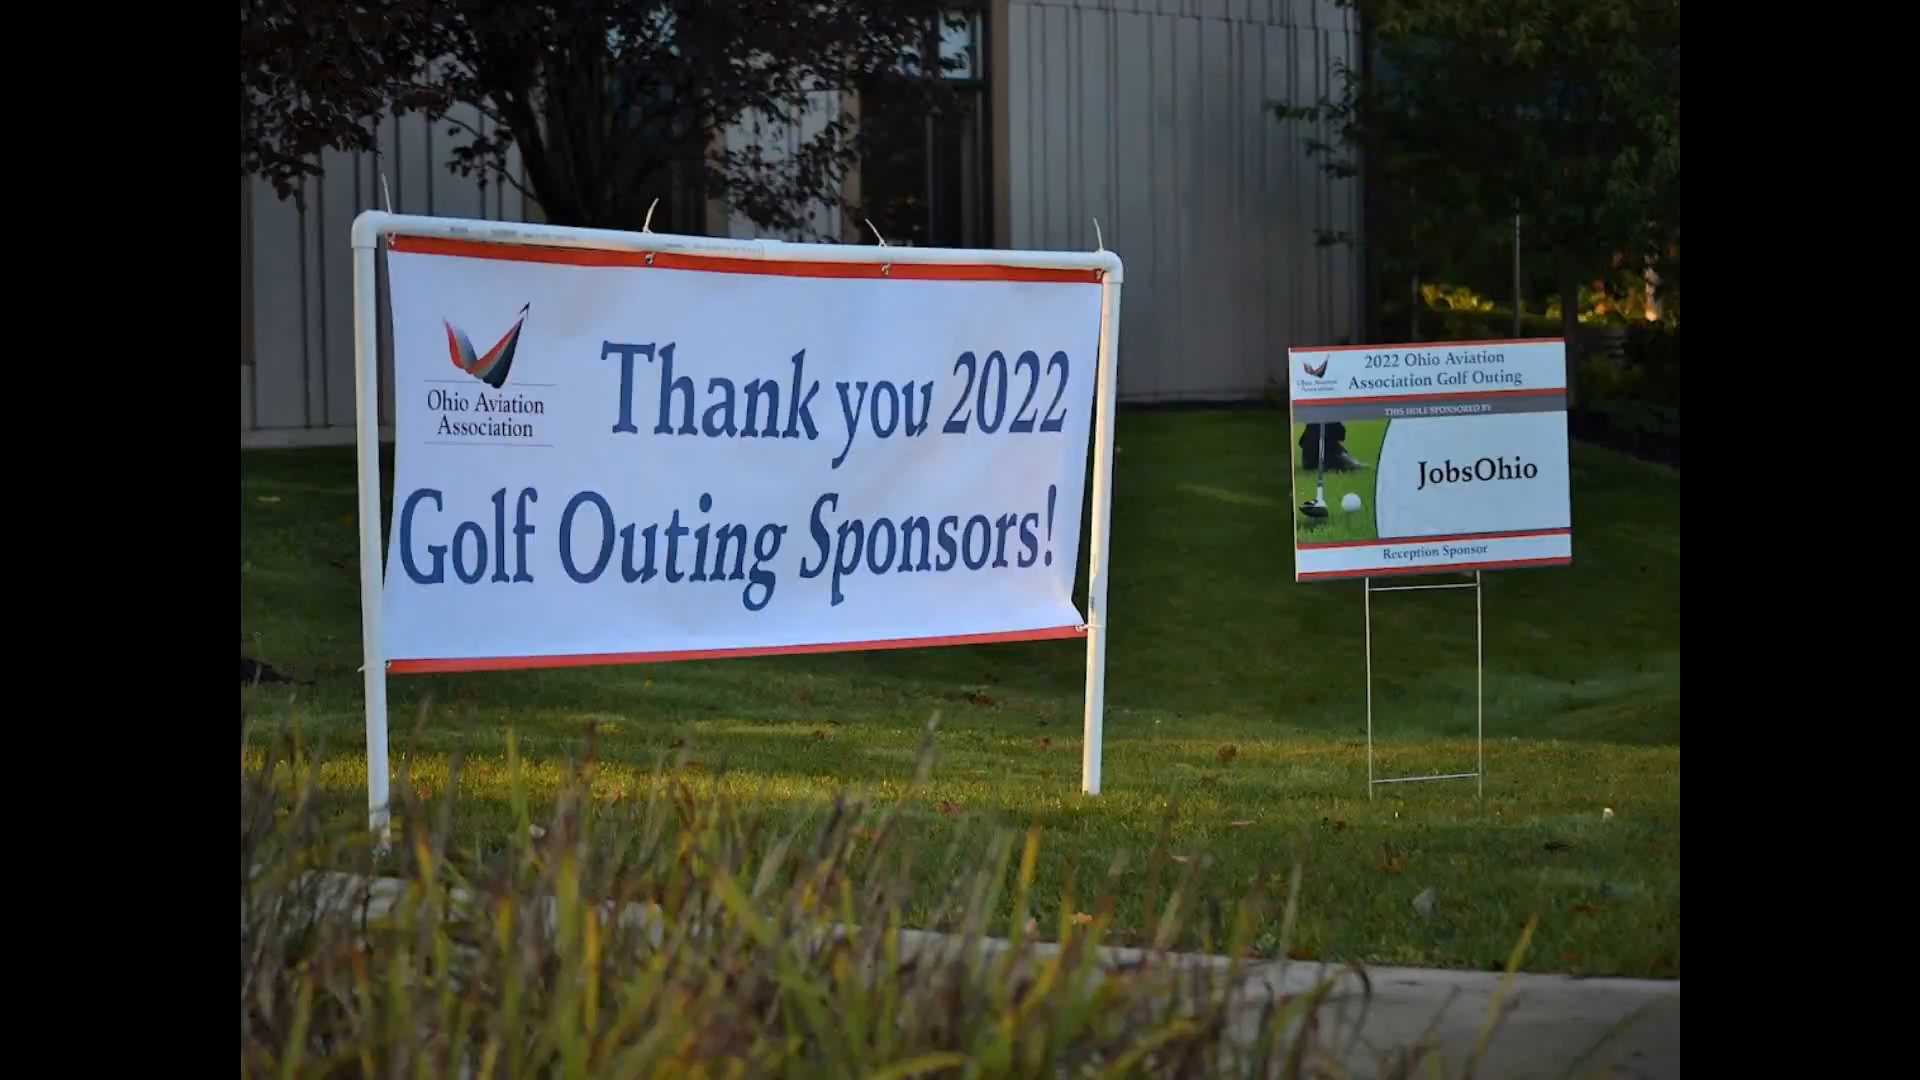 Ohio Aviation
Association
Thank you 2022
Golf Outing Sponsors!
2022 Ohio Aviation
Association Golf Outing
THIS HOLE SPONSORED BY
JobsOhio
Reception Sponsor